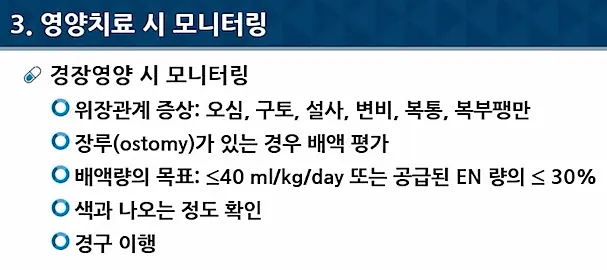 3. 영양치료 시 모니터링
경장영양 시 모니터링
위장관계 증상: 오심, 구토, 설사, 변비, 복통, 복부팽만
장루(ostomy)가 있는 경우 배액 평가
배액량의 목표: ≤40 ml/kg/day 또는 공급된 EN 량의 ≤ 30%
색과 나오는 정도 확인
경구 이행